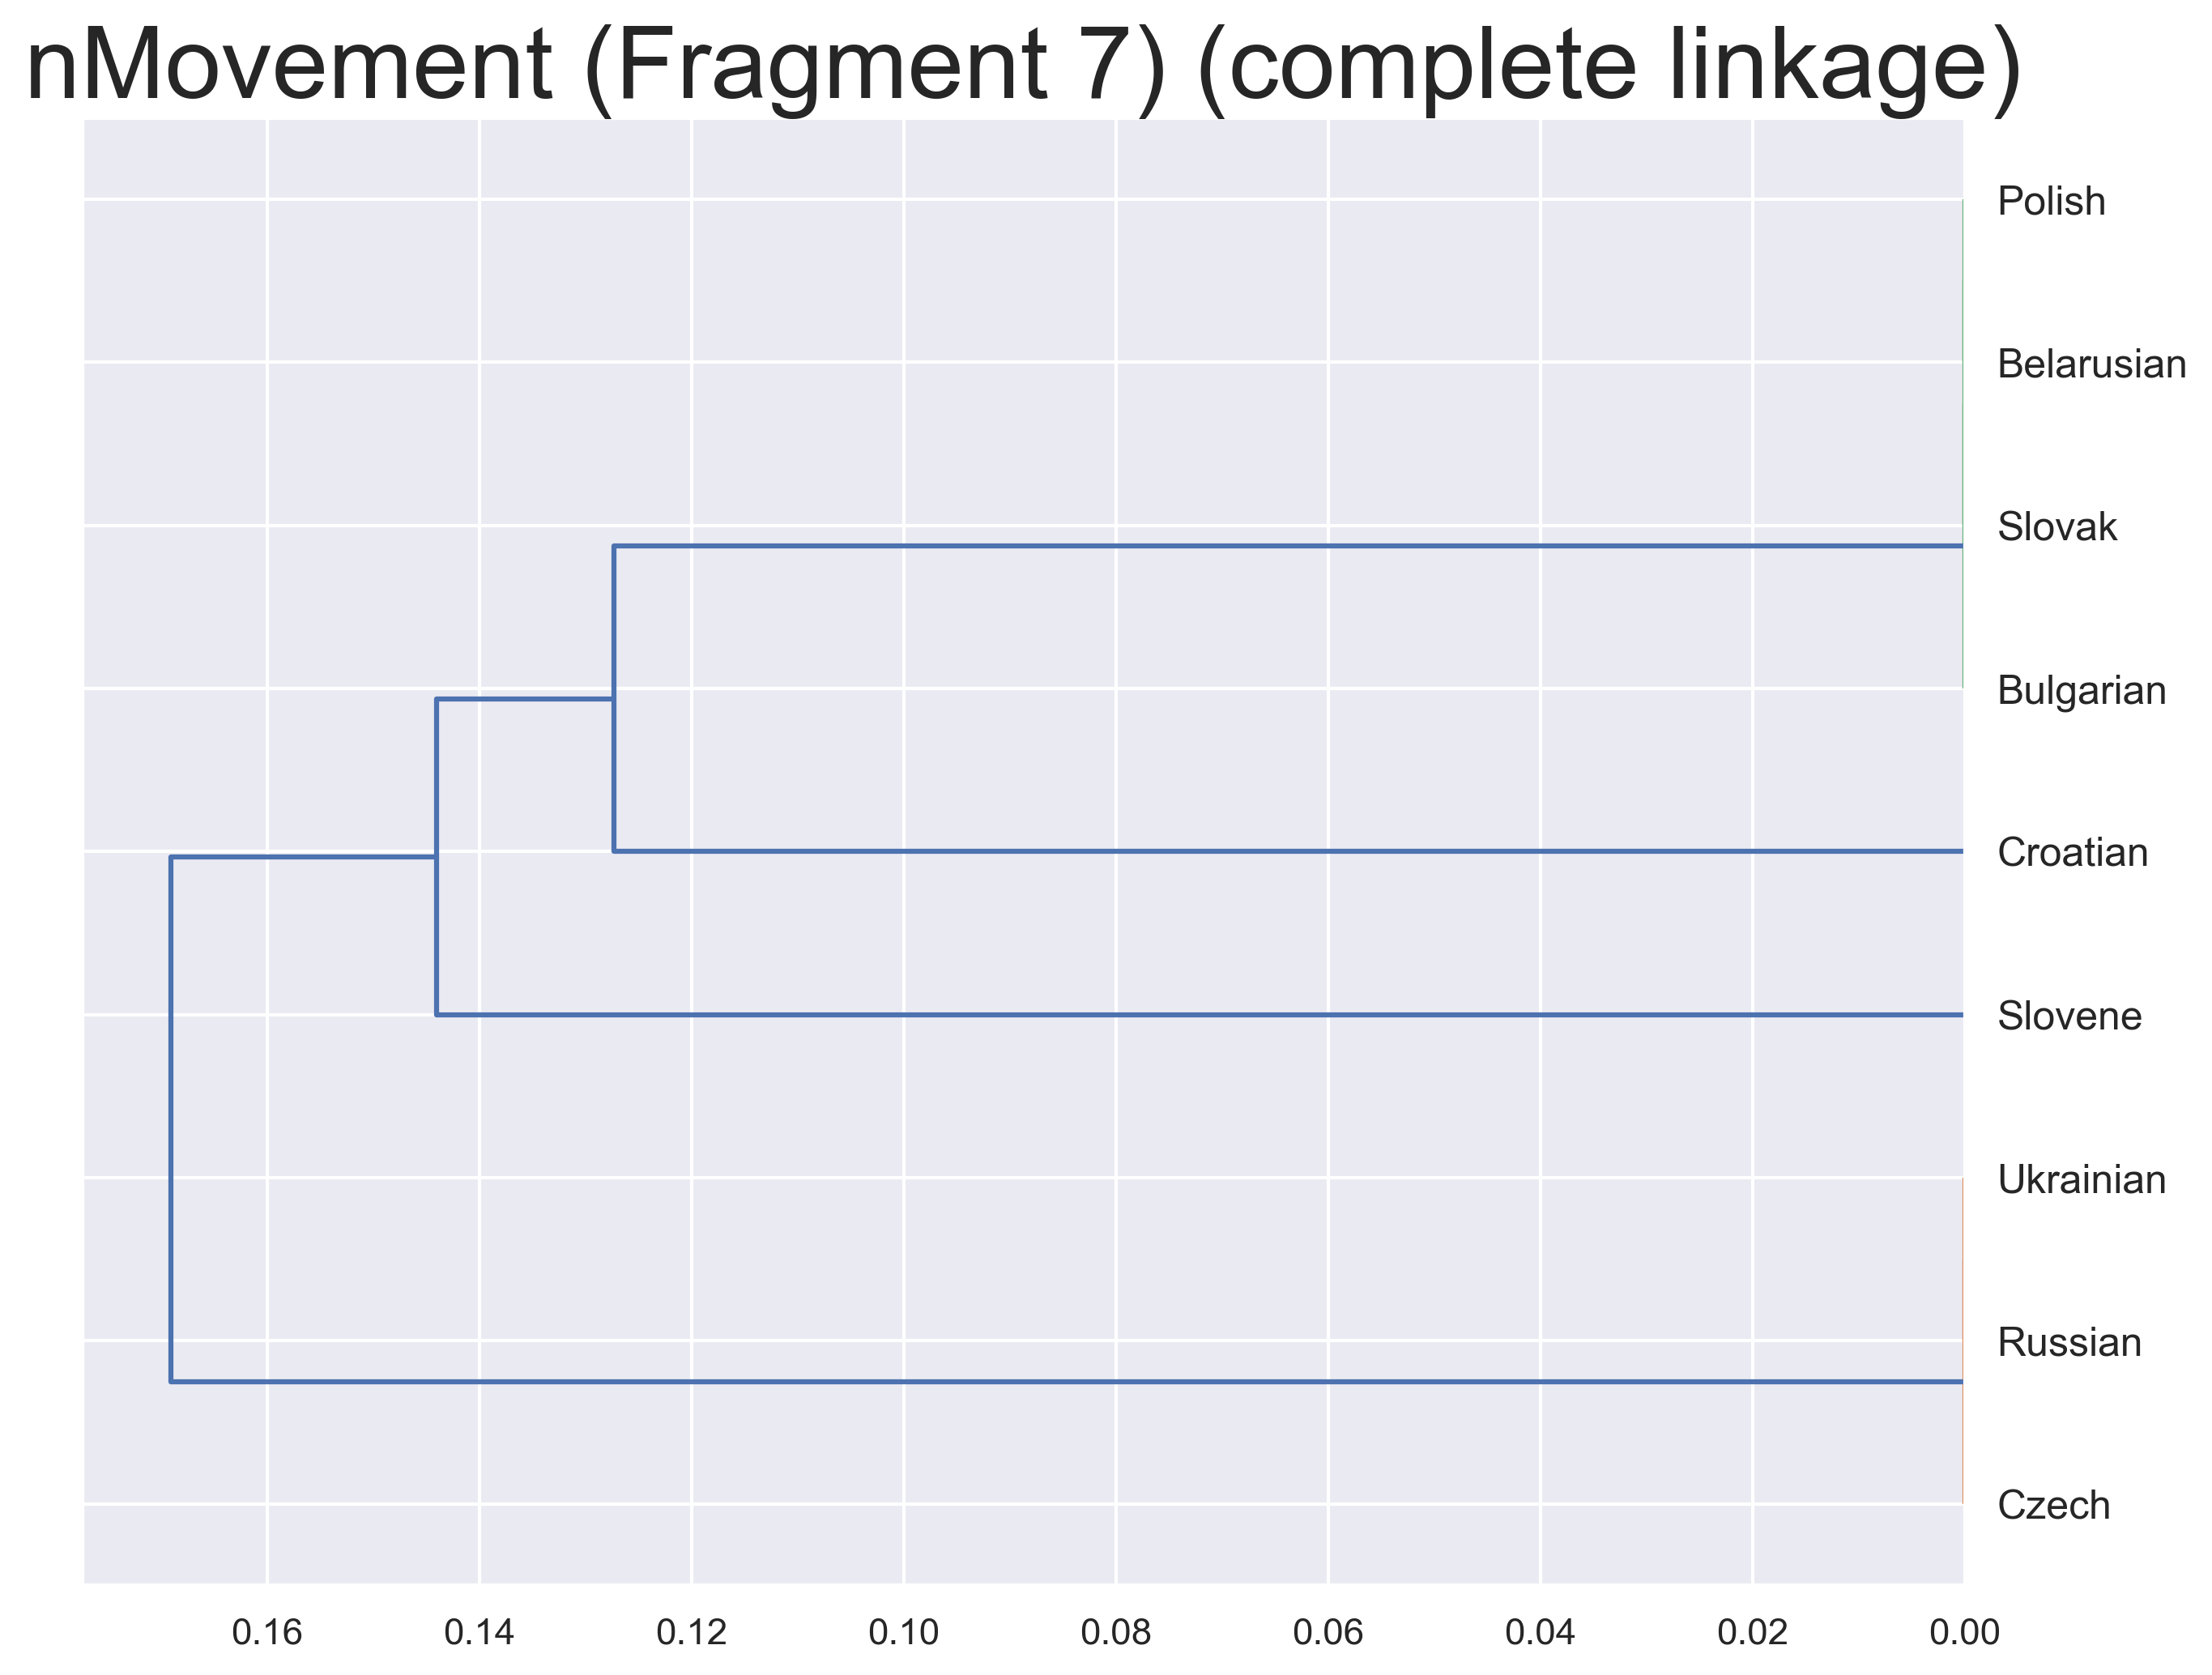 nMovement (Fragment 7) (complete linkage)
Polish
Belarusian
Slovak
Bulgarian
Croatian
Slovene
Ukrainian
Russian
Czech
0.16 0.14 0.12 0.10 0.08 0.06 0.04 0.02 0.00